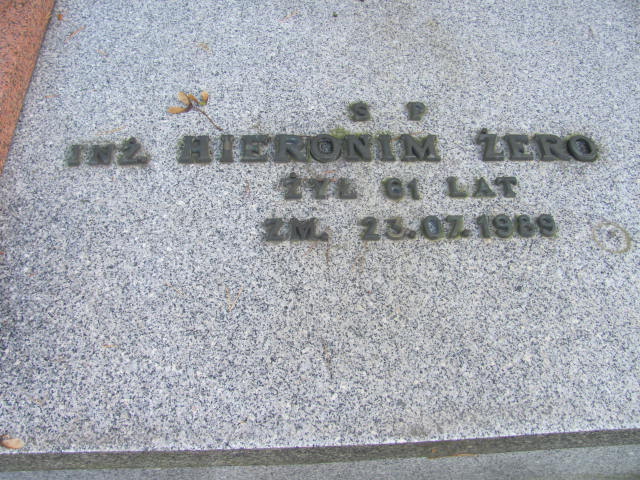 S P
INŻ. HIERONIM ŻERO
ŻYŁ 61 LAT
ZM. 23.07.1989